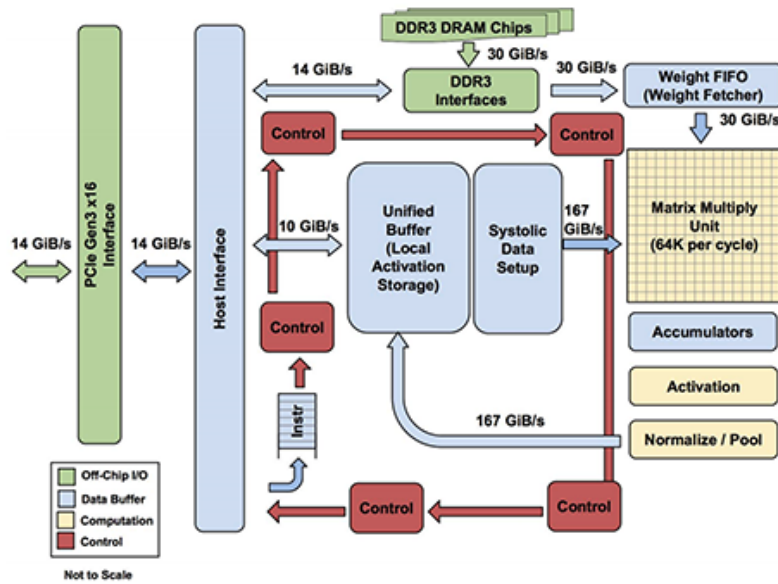 DDR3 DRAM Chips
14 GiB/s
30 GiB/s
DDR3
Interfaces
30 GiB/s
Weight FIFO
(Weight Fetcher)
30 GiB/s
Control
Control
PCIe Gen3 x16
Interface
14 GiB/s
14 GiB/s
Host Interface
10 GiB/s
Unified
Buffer
(Local
Activation
Storage)
Systolic
Data
Setup
167
GiB/s
Matrix Multiply
Unit
(64K per cycle)
Control
Accumulators
Activation
Instr
167 GiB/s
Normalize / Pool
Off-Chip I/O
Data Buffer
Computation
Control
Control
Control
Not to Scale